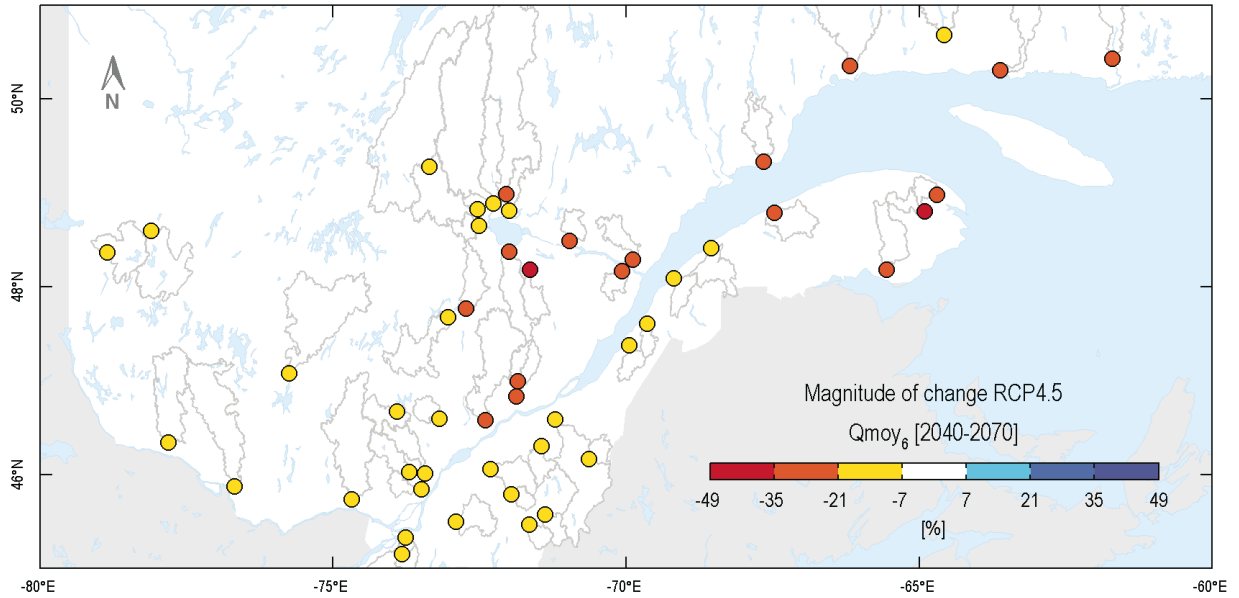 N
50°N
48°N
46°N
Magnitude of change RCP4.5
Qmoy6 [2040-2070]
-49 -35 -21 -7 7 21 35 49
[%]
-80°E -75°E -70°E -65°E -60°E